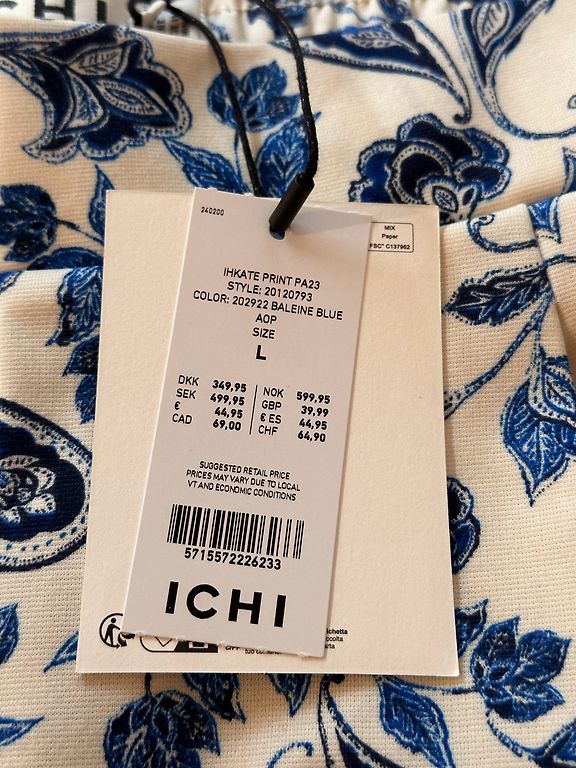 ICHI
240200
MIX
Paper
FSC® C137962
IHKATE PRINT PA23
STYLE: 20120793
COLOR: 202922 BALEINE BLUE
AOP
SIZE
L
DKK 349,95
SEK 499,95
€ 44,95
CAD 69,00
NOK 599,95
GBP 39,99
€ ES 44,95
CHF 64,90
SUGGESTED RETAIL PRICE
PRICES MAY VARY DUE TO LOCAL
VT AND ECONOMIC CONDITIONS
5715572226233
ICHI